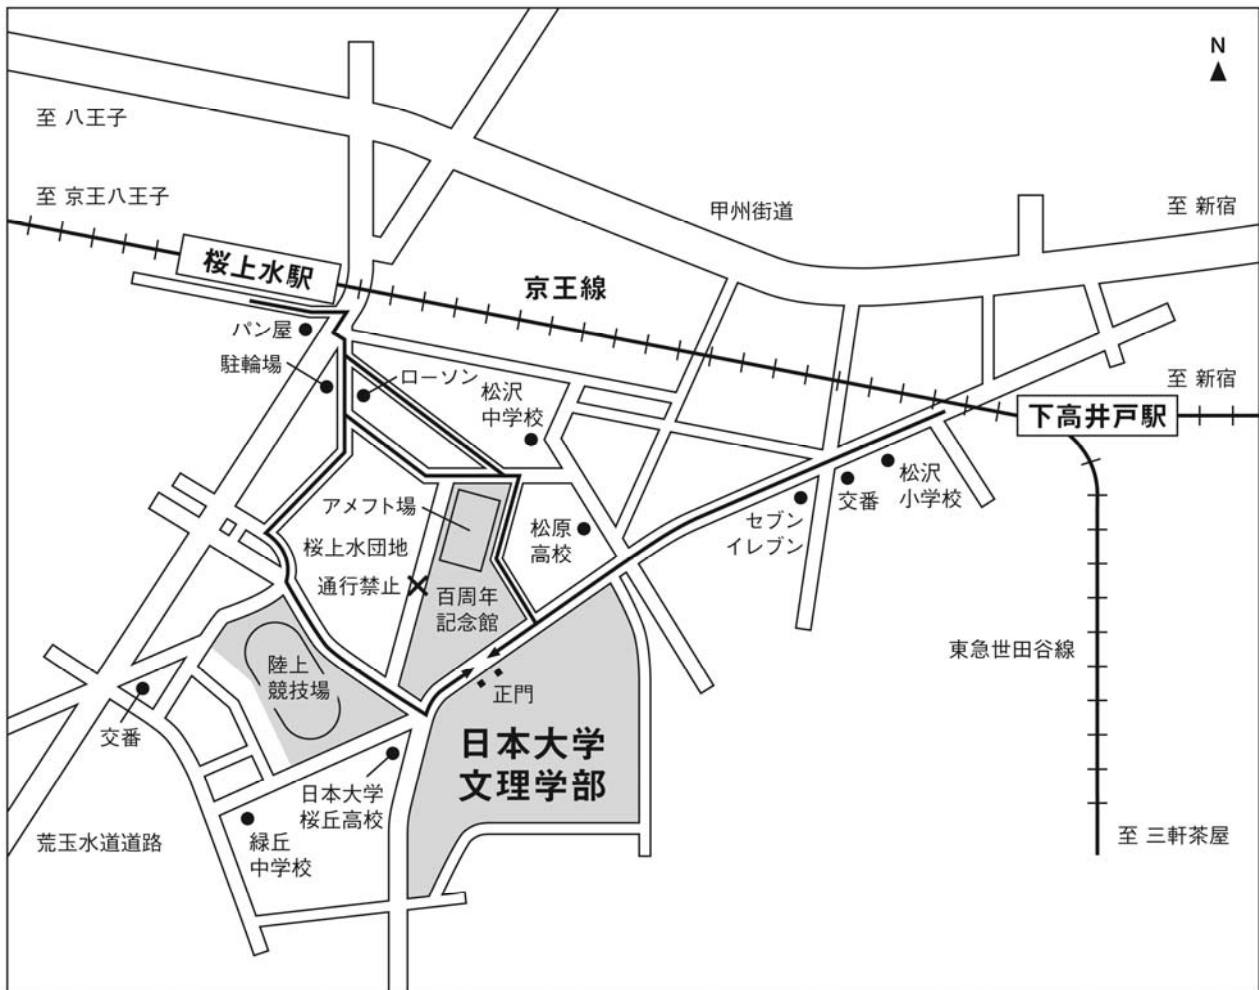 N
至 八王子
至 京王八王子
甲州街道
至 新宿
桜上水駅
京王線
パン屋
駐輪場
ローソン
松沢
中学校
至 新宿
下高井戸駅
松沢
小学校
交番
セブン
イレブン
アメフト場
松原
高校
桜上水団地
通行禁止
百周年
記念館
陸上
競技場
正門
東急世田谷線
交番
日本大学
文理学部
日本大学
桜丘高校
緑丘
中学校
荒玉水道道路
至 三軒茶屋